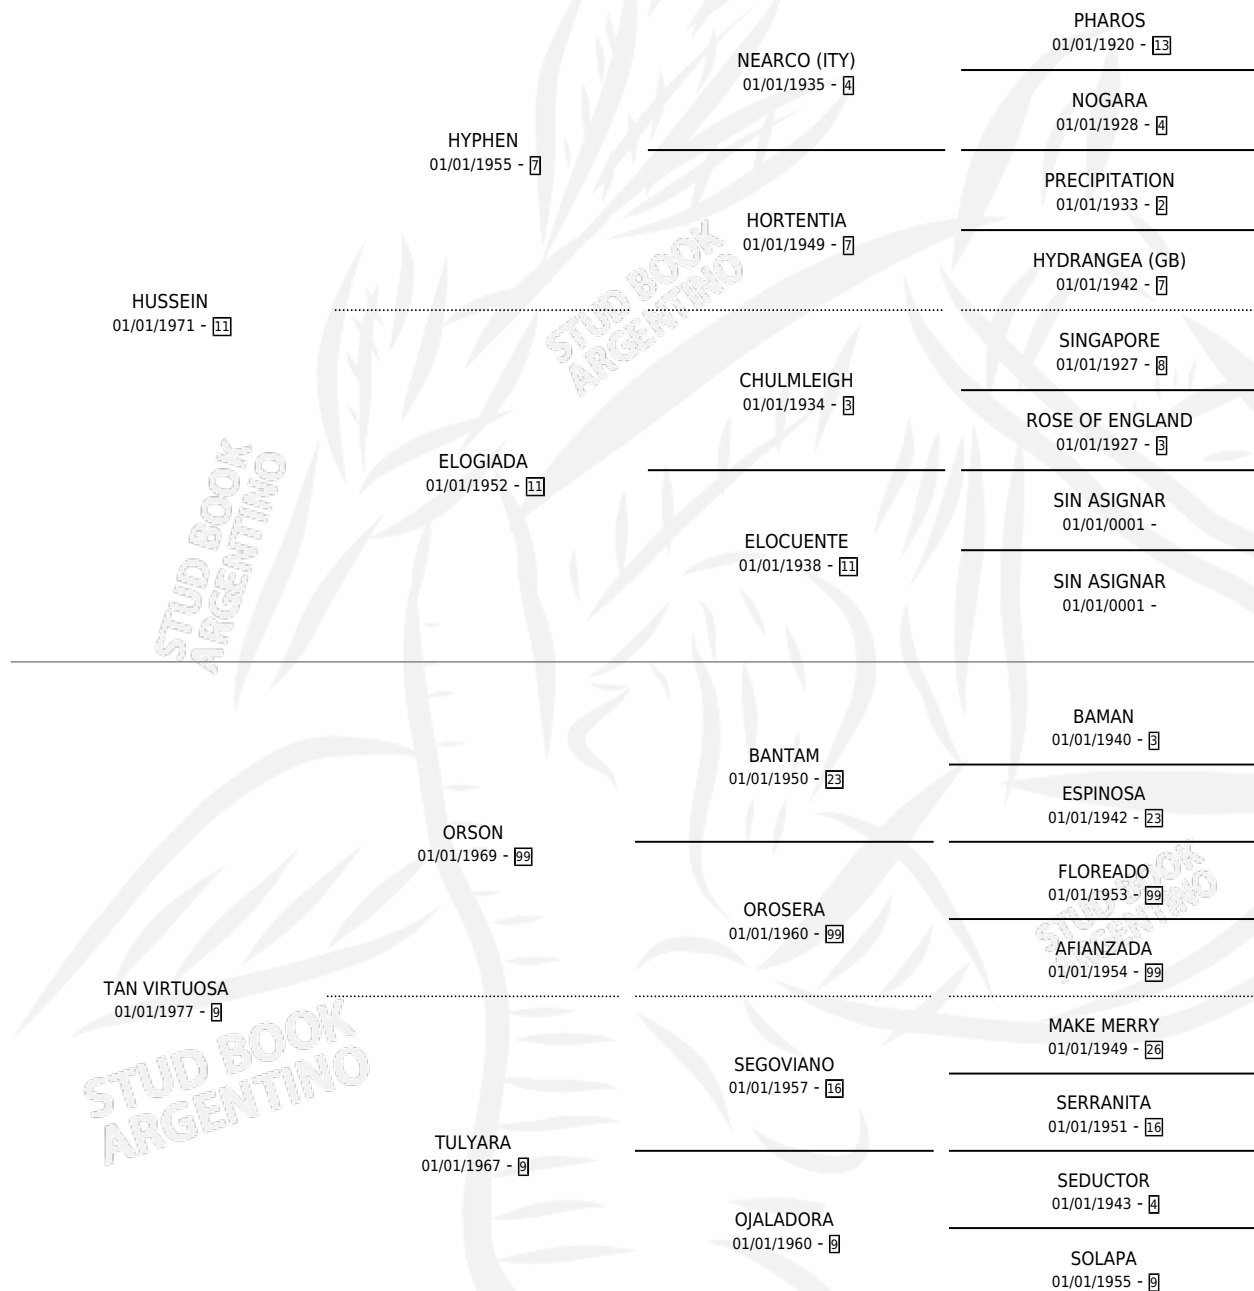 PHAROS
01/01/1920 - 13
NEARCO (ITY)
01/01/1935 - 4
NOGARA
01/01/1928 - 4
HYPHEN
01/01/1955 - 7
PRECIPITATION
01/01/1933 - 2
HORTENTIA
01/01/1949 - 7
HYDRANGEA (GB)
01/01/1942 - 7
HUSSEIN
01/01/1971 - 11
SINGAPORE
01/01/1927 - 8
CHULMLEIGH
01/01/1934 - 3
ROSE OF ENGLAND
01/01/1927 - 3
ELOGIADA
01/01/1952 - 11
SIN ASIGNAR
01/01/0001 -
ELOCUENTE
01/01/1938 - 11
SIN ASIGNAR
01/01/0001 -
BAMAN
01/01/1940 - 3
BANTAM
01/01/1950 - 23
ESPINOSA
01/01/1942 - 23
ORSON
01/01/1969 - 99
FLOREADO
01/01/1953 - 99
OROSERA
01/01/1960 - 99
AFIANZADA
01/01/1954 - 99
TAN VIRTUOSA
01/01/1977 - 9
MAKE MERRY
01/01/1949 - 26
SEGOVIANO
01/01/1957 - 16
SERRANITA
01/01/1951 - 16
TULYARA
01/01/1967 - 9
SEDUCTOR
01/01/1943 - 4
OJALADORA
01/01/1960 - 9
SOLAPA
01/01/1955 - 9
STUD BOOK
ARGENTINO
STUD BOOK
ARGENTINO
STUD BOOK
ARGENTINO
STUD BOOK
ARGENTINO